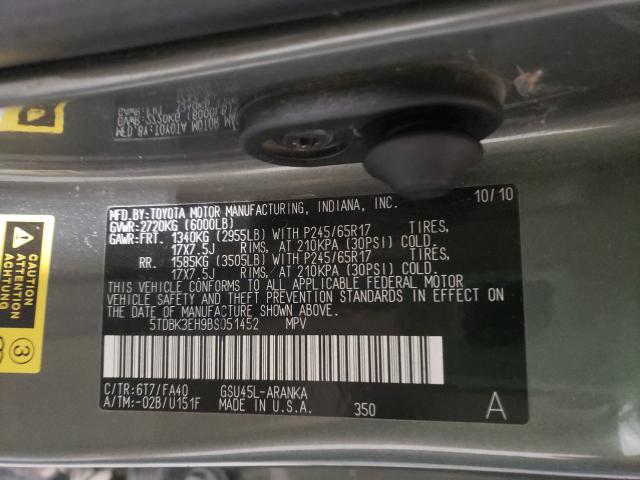 MFD.BY:TOYOTA MOTOR MANUFACTURING, INDIANA, INC. 10/10
GVWR:2720KG (6000LB)
GAWR:FRT. 1340KG (2955LB) WITH P245/65R17 TIRES,
17X7.5J RIMS, AT 210KPA (30PSI) COLD.
RR. 1585KG (3505LB) WITH P245/65R17 TIRES,
17X7.5J RIMS, AT 210KPA (30PSI) COLD.
THIS VEHICLE CONFORMS TO ALL APPLICABLE FEDERAL MOTOR
VEHICLE SAFETY AND THEFT PREVENTION STANDARDS IN EFFECT ON
THE DATE OF MANUFACTURE SHOWN ABOVE.
5TDBK3EH9BS051452 MPV
C/TR:6T7/FA40 GSU45L-ARANKA
A/TM:-02B/U151F MADE IN U.S.A. 350 A
CAUTION
ATTENTION
ACHTUNG